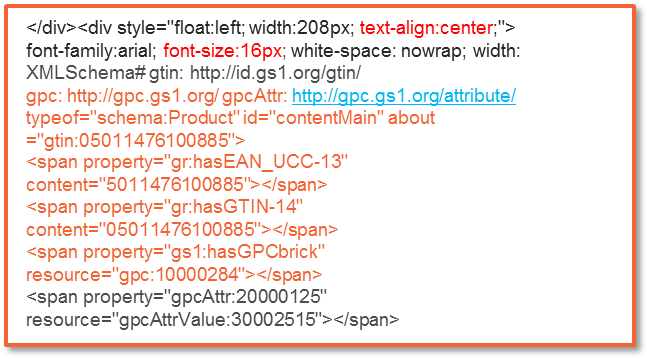 </div><div style="float:left; width:208px; text-align:center;">
font-family:arial; font-size:16px; white-space: nowrap; width:
XMLSchema# gtin: http://id.gs1.org/gtin/
gpc: http://gpc.gs1.org/ gpcAttr: http://gpc.gs1.org/attribute/
typeof="schema:Product" id="contentMain" about
="gtin:05011476100885">
<span property="gr:hasEAN_UCC-13"
content="5011476100885"></span>
<span property="gr:hasGTIN-14"
content="05011476100885"></span>
<span property="gs1:hasGPCbrick"
resource="gpc:10000284"></span>
<span property="gpcAttr:20000125"
resource="gpcAttrValue:30002515"></span>